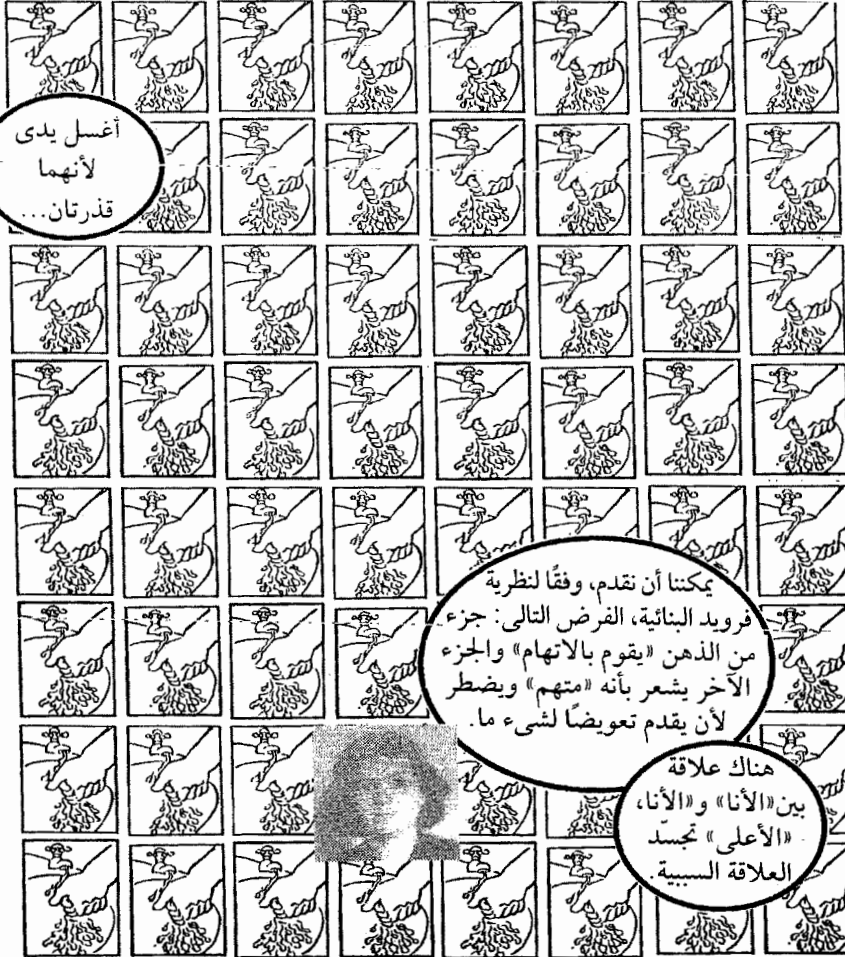 أغسل يدى
لأنهما
قذرتان...
يمكننا أن نقدم، وفقًا لنظرية
فرويد البنائية، الفرض التالى: جزء
من الذهن «يقوم بالاتهام» والجزء
الآخر يشعر بأنه «متهم» ويضطر
لأن يقدم تعويضًا لشىء ما.
هناك علاقة
بين «الأنا» و«الأنا،
«الأعلى» تجسّد
العلاقة السببية.